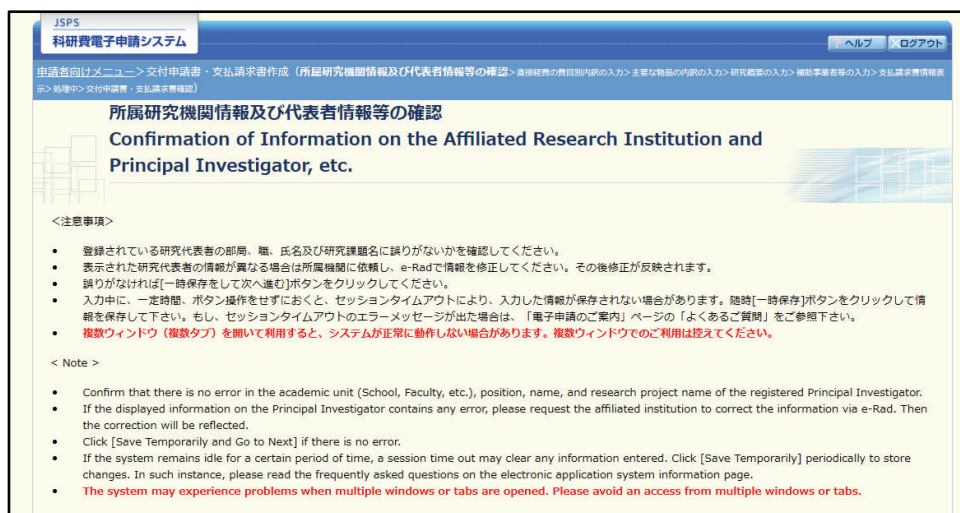 JSPS
科研費電子申請システム
ヘルプ
ログアウト
申請者向けメニュー>交付申請書・支払請求書作成(所属研究機関情報及び代表者情報等の確認>直接経費の費目別内訳の入力>主要な物品の内訳の入力>研究概要の入力>補助事業者等の入力>支払請求書情報表
示>処理中>交付申請書・支払請求書確認)
所属研究機関情報及び代表者情報等の確認
Confirmation of Information on the Affiliated Research Institution and
Principal Investigator, etc.
<注意事項>
• 登録されている研究代表者の部局、職、氏名及び研究課題名に誤りがないかを確認してください。
• 表示された研究代表者の情報が異なる場合は所属機関に依頼し、e-Radで情報を修正してください。その後修正が反映されます。
• 誤りがなければ[一時保存をして次へ進む]ボタンをクリックしてください。
• 入力中に、一定時間、ボタン操作をせずにおくと、セッションタイムアウトにより、入力した情報が保存されない場合があります。随時[一時保存]ボタンをクリックして情
報を保存して下さい。もし、セッションタイムアウトのエラーメッセージが出た場合は、「電子申請のご案内」ページの「よくあるご質問」をご参照下さい。
• 複数ウィンドウ(複数タブ)を開いて利用すると、システムが正常に動作しない場合があります。複数ウィンドウでのご利用は控えてください。
< Note >
• Confirm that there is no error in the academic unit (School, Faculty, etc.), position, name, and research project name of the registered Principal Investigator.
• If the displayed information on the Principal Investigator contains any error, please request the affiliated institution to correct the information via e-Rad. Then
the correction will be reflected.
• Click [Save Temporarily and Go to Next] if there is no error.
• If the system remains idle for a certain period of time, a session time out may clear any information entered. Click [Save Temporarily] periodically to store
changes. In such instance, please read the frequently asked questions on the electronic application system information page.
• The system may experience problems when multiple windows or tabs are opened. Please avoid an access from multiple windows or tabs.